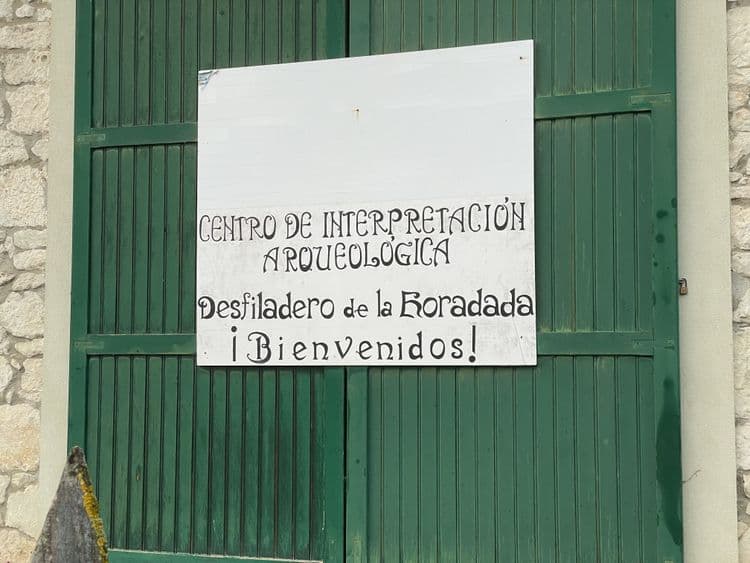 CENTRO DE INTERPRETACIÓN
ARQUEOLÓGICA
Desfiladero de la Horadada
¡Bienvenidos!